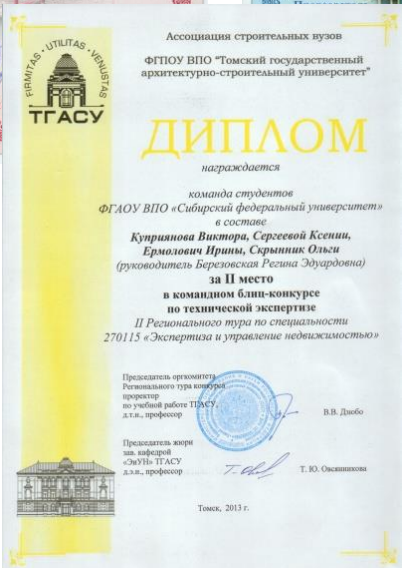 FIRMITAS · UTILITAS · VENUSTAS
ТГАСУ
Ассоциация строительных вузов
ФГПОУ ВПО "Томский государственный
архитектурно-строительный университет"
ДИПЛОМ
награждается
команда студентов
ФГАОУ ВПО «Сибирский федеральный университет»
в составе
Куприянова Виктора, Сергеевой Ксении,
Ермолович Ирины, Скрынник Ольги
(руководитель Березовская Регина Эдуардовна)
за II место
в командном блиц-конкурсе
по технической экспертизе
II Регионального тура по специальности
270115 «Экспертиза и управление недвижимостью»
Председатель оргкомитета
Регионального тура конкурса
проректор
по учебной работе ТГАСУ,
д.т.н., профессор
В.В. Дзюбо
Председатель жюри
зав. кафедрой
«ЭиУН» ТГАСУ
д.э.н., профессор
Т. Ю. Овсянникова
Томск, 2013 г.